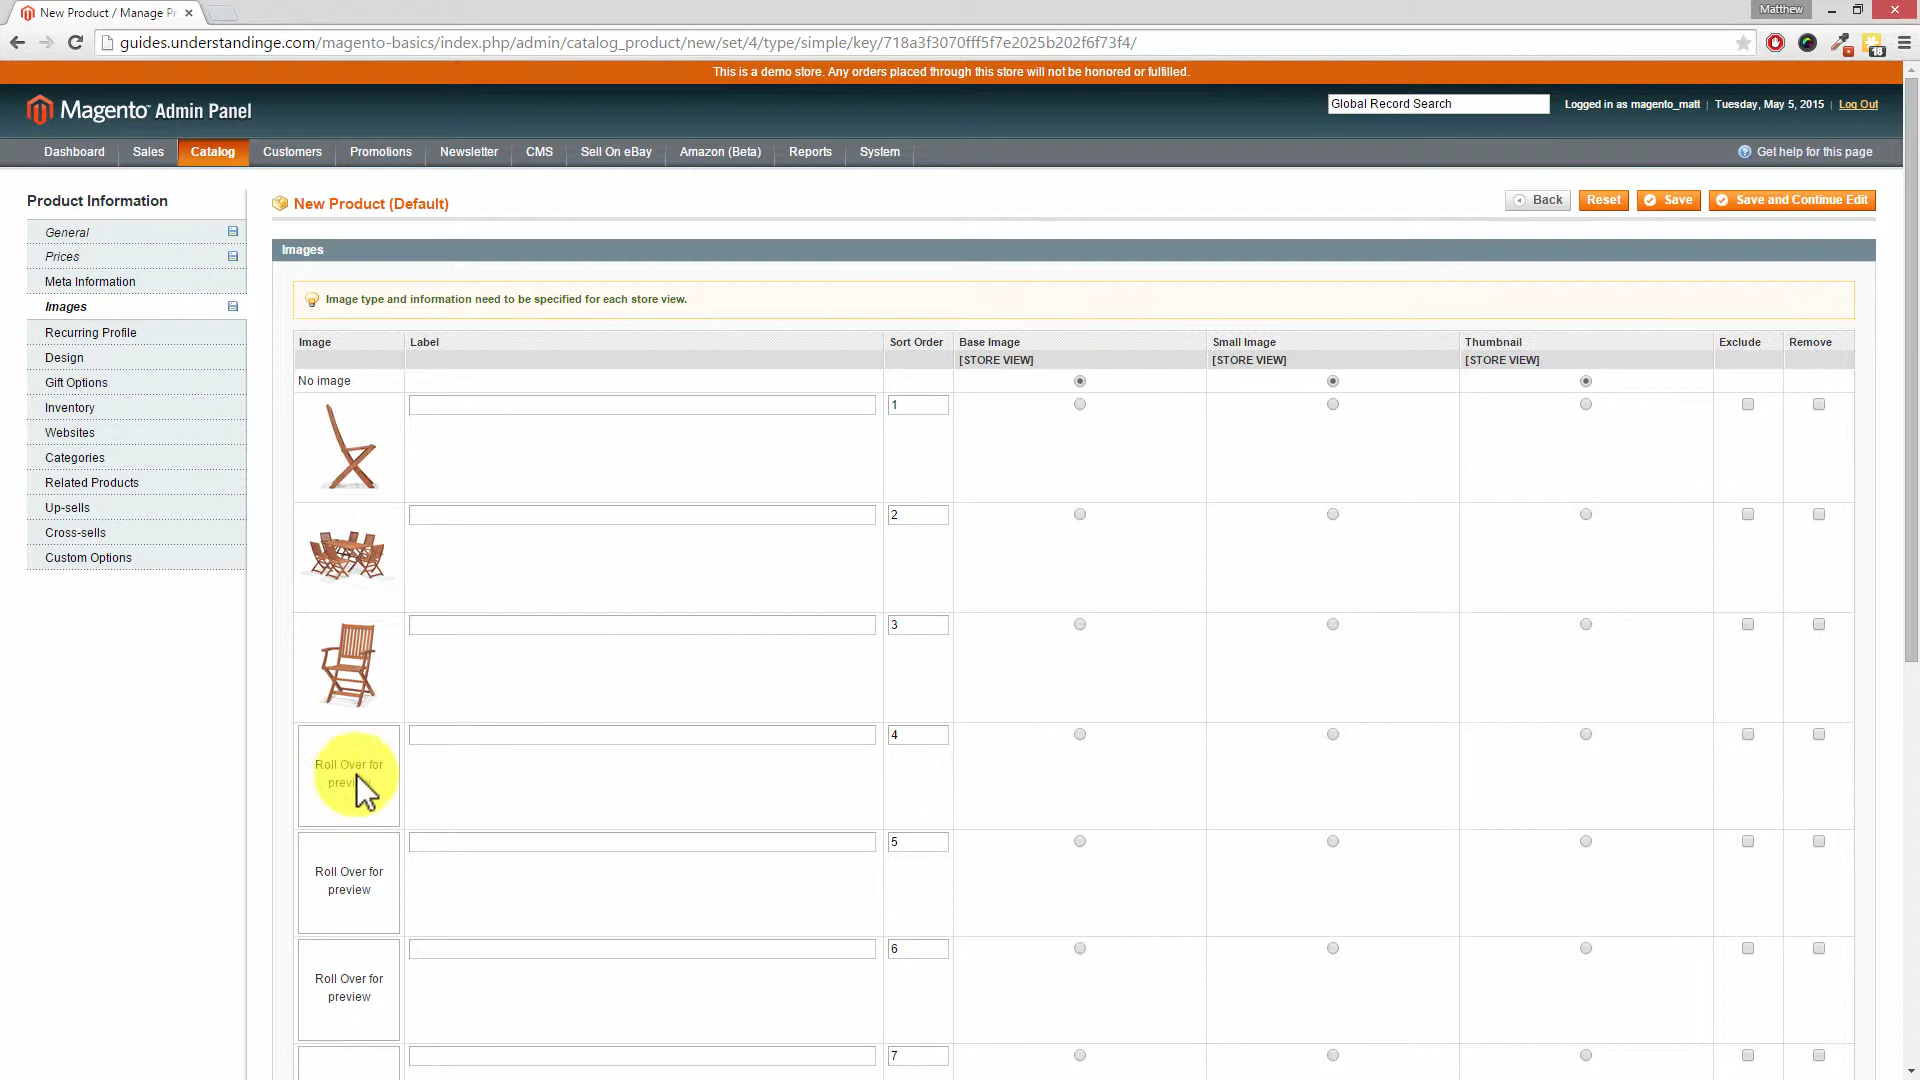 New Product / Manage Pr
Matthew
guides.understandinge.com/magento-basics/index.php/admin/catalog_product/new/set/4/type/simple/key/718a3f3070fff5f7e2025b202f6f73f4/
18
This is a demo store. Any orders placed through this store will not be honored or fulfilled.
Magento Admin Panel
Global Record Search
Logged in as magento_matt | Tuesday, May 5, 2015 | Log Out
Dashboard Sales Catalog Customers Promotions Newsletter CMS Sell On eBay Amazon (Beta) Reports System
Get help for this page
Product Information
General
Prices
Meta Information
Images
Recurring Profile
Design
Gift Options
Inventory
Websites
Categories
Related Products
Up-sells
Cross-sells
Custom Options
New Product (Default)
Back Reset Save Save and Continue Edit
Images
Image type and information need to be specified for each store view.
Image Label Sort Order Base Image Small Image Thumbnail Exclude Remove
[STORE VIEW] [STORE VIEW] [STORE VIEW]
No image
1
2
3
4
Roll Over for
preview
5
Roll Over for
preview
6
Roll Over for
preview
7